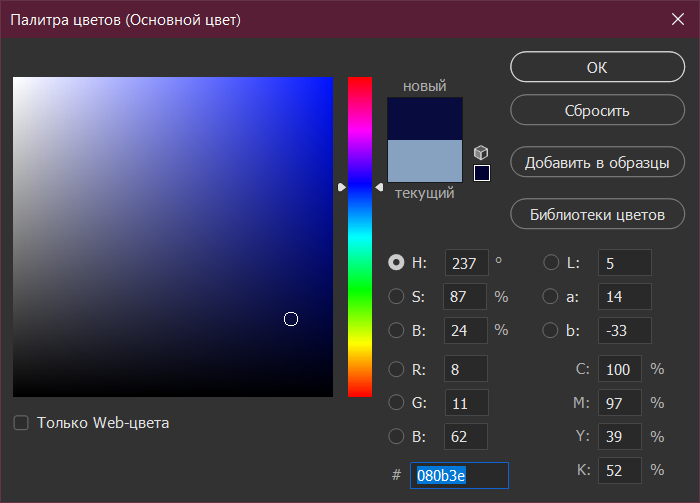 Палитра цветов (Основной цвет)
новый
текущий
OK
Сбросить
Добавить в образцы
Библиотеки цветов
H: 237 °
S: 87 %
B: 24 %
R: 8
G: 11
B: 62
# 080b3e
L: 5
a: 14
b: -33
C: 100 %
M: 97 %
Y: 39 %
K: 52 %
Только Web-цвета